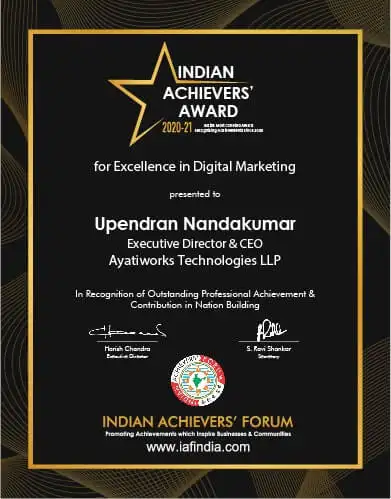 INDIAN
ACHIEVERS'
AWARD
2020-21
for Excellence in Digital Marketing
presented to
Upendran Nandakumar
Executive Director & CEO
Ayatiworks Technologies LLP
In Recognition of Outstanding Professional Achievement &
Contribution in Nation Building
Harish Chandra
Executive Director
S. Ravi Shankar
Secretary
INDIAN ACHIEVERS' FORUM
Promoting Achievements which Inspire Businesses & Communities
www.iafindia.com